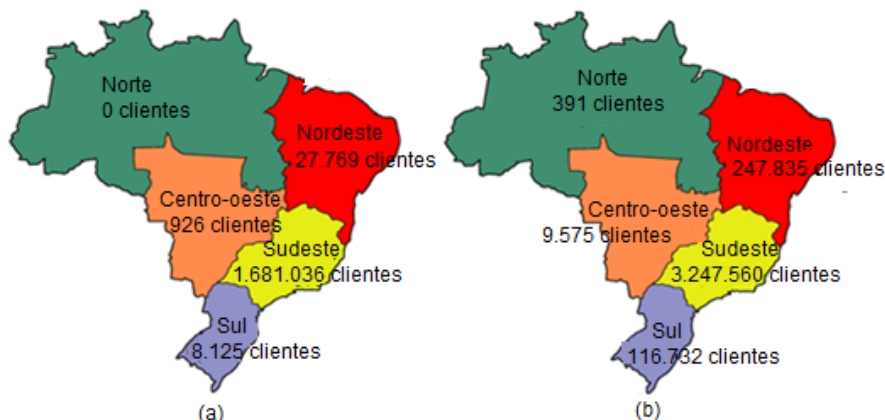 Norte
0 clientes
Nordeste
27.769 clientes
Centro-oeste
926 clientes
Sudeste
1.681.036 clientes
Sul
8.125 clientes
(a)
Norte
391 clientes
Nordeste
247.835 clientes
Centro-oeste
9.575 clientes
Sudeste
3.247.560 clientes
Sul
116.732 clientes
(b)